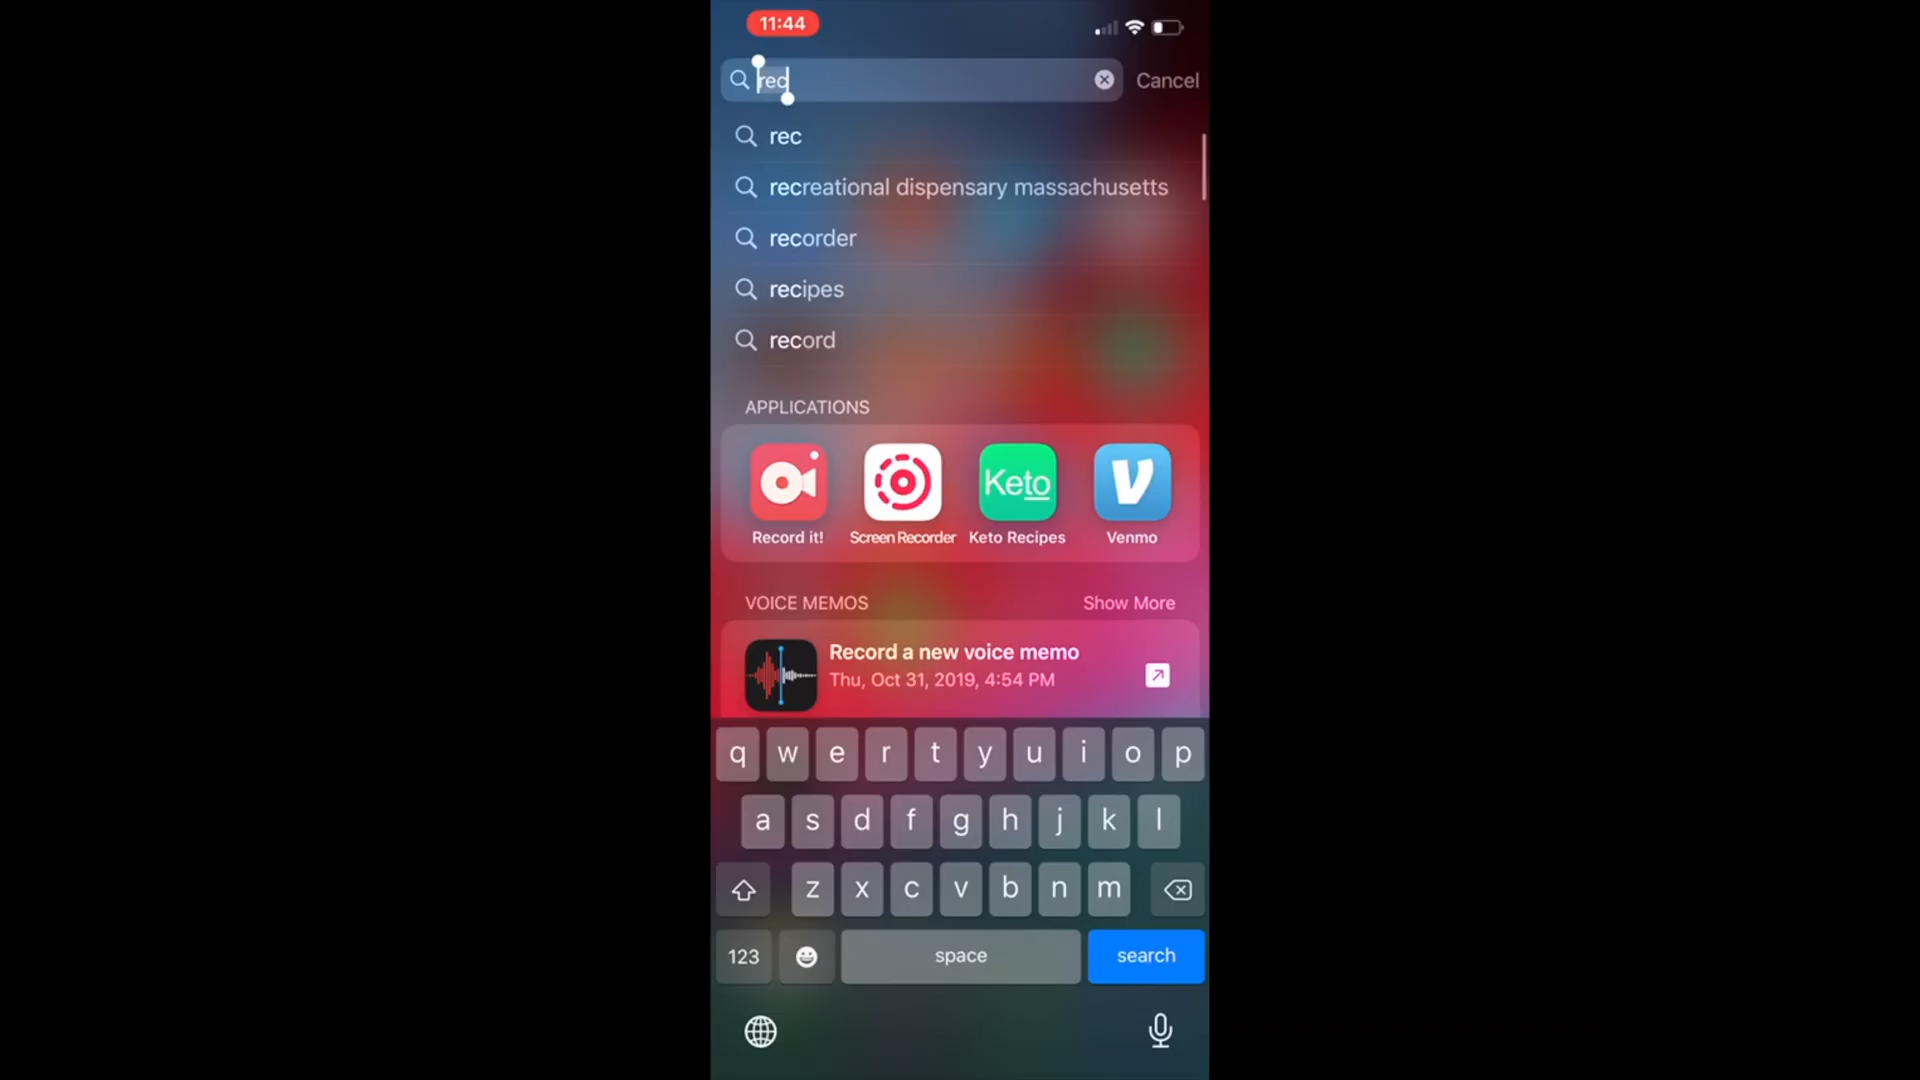 11:44
rec
Cancel
rec
recreational dispensary massachusetts
recorder
recipes
record
APPLICATIONS
Keto
V
Record it!
Screen Recorder
Keto Recipes
Venmo
VOICE MEMOS
Show More
Record a new voice memo
Thu, Oct 31, 2019, 4:54 PM
q w e r t y u i o p
a s d f g h j k l
z x c v b n m
123
space
search